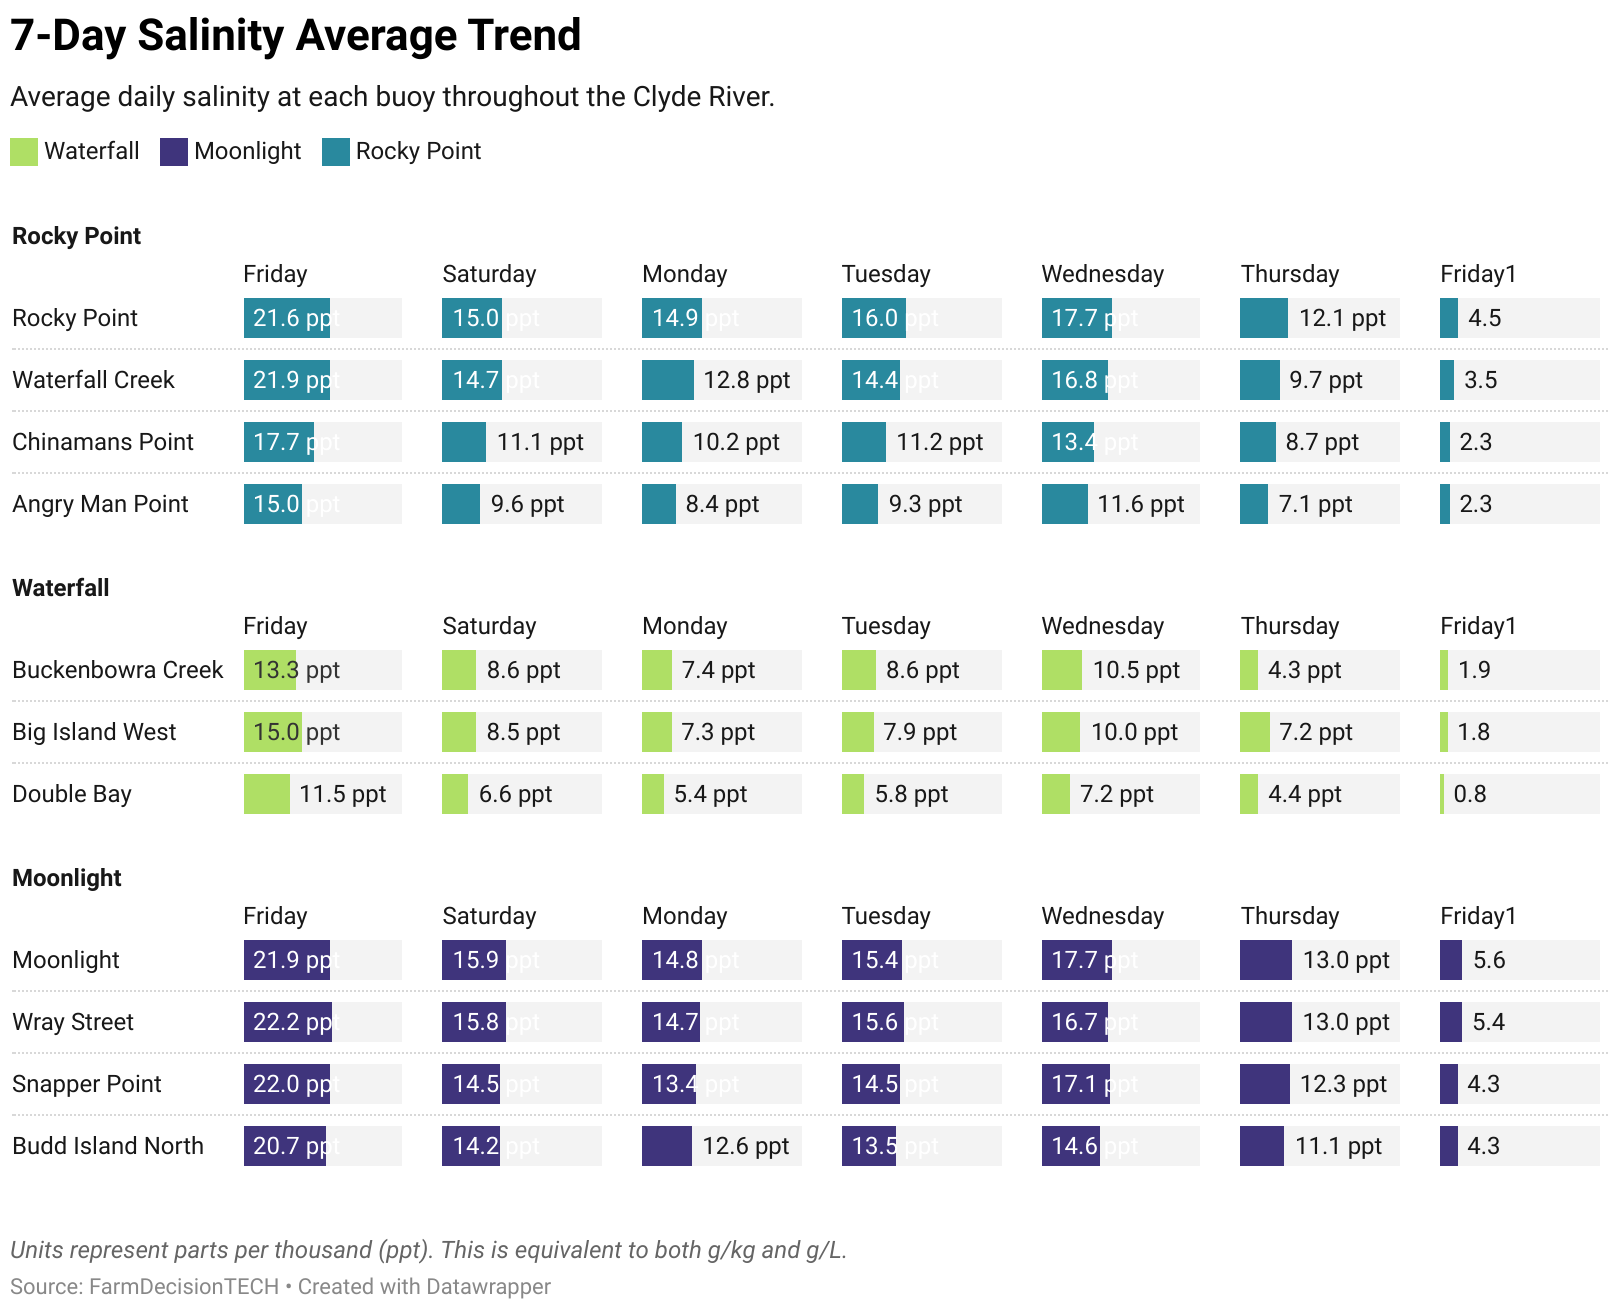 7-Day Salinity Average Trend
Average daily salinity at each buoy throughout the Clyde River.
Waterfall Moonlight Rocky Point
Rocky Point
Friday Saturday Monday Tuesday Wednesday Thursday Friday1
Rocky Point 21.6 ppt 15.0 ppt 14.9 ppt 16.0 ppt 17.7 ppt 12.1 ppt 4.5
Waterfall Creek 21.9 ppt 14.7 ppt 12.8 ppt 14.4 ppt 16.8 ppt 9.7 ppt 3.5
Chinamans Point 17.7 ppt 11.1 ppt 10.2 ppt 11.2 ppt 13.4 ppt 8.7 ppt 2.3
Angry Man Point 15.0 ppt 9.6 ppt 8.4 ppt 9.3 ppt 11.6 ppt 7.1 ppt 2.3
Waterfall
Friday Saturday Monday Tuesday Wednesday Thursday Friday1
Buckenbowra Creek 13.3 ppt 8.6 ppt 7.4 ppt 8.6 ppt 10.5 ppt 4.3 ppt 1.9
Big Island West 15.0 ppt 8.5 ppt 7.3 ppt 7.9 ppt 10.0 ppt 7.2 ppt 1.8
Double Bay 11.5 ppt 6.6 ppt 5.4 ppt 5.8 ppt 7.2 ppt 4.4 ppt 0.8
Moonlight
Friday Saturday Monday Tuesday Wednesday Thursday Friday1
Moonlight 21.9 ppt 15.9 ppt 14.8 ppt 15.4 ppt 17.7 ppt 13.0 ppt 5.6
Wray Street 22.2 ppt 15.8 ppt 14.7 ppt 15.6 ppt 16.7 ppt 13.0 ppt 5.4
Snapper Point 22.0 ppt 14.5 ppt 13.4 ppt 14.5 ppt 17.1 ppt 12.3 ppt 4.3
Budd Island North 20.7 ppt 14.2 ppt 12.6 ppt 13.5 ppt 14.6 ppt 11.1 ppt 4.3
Units represent parts per thousand (ppt). This is equivalent to both g/kg and g/L.
Source: FarmDecisionTECH • Created with Datawrapper